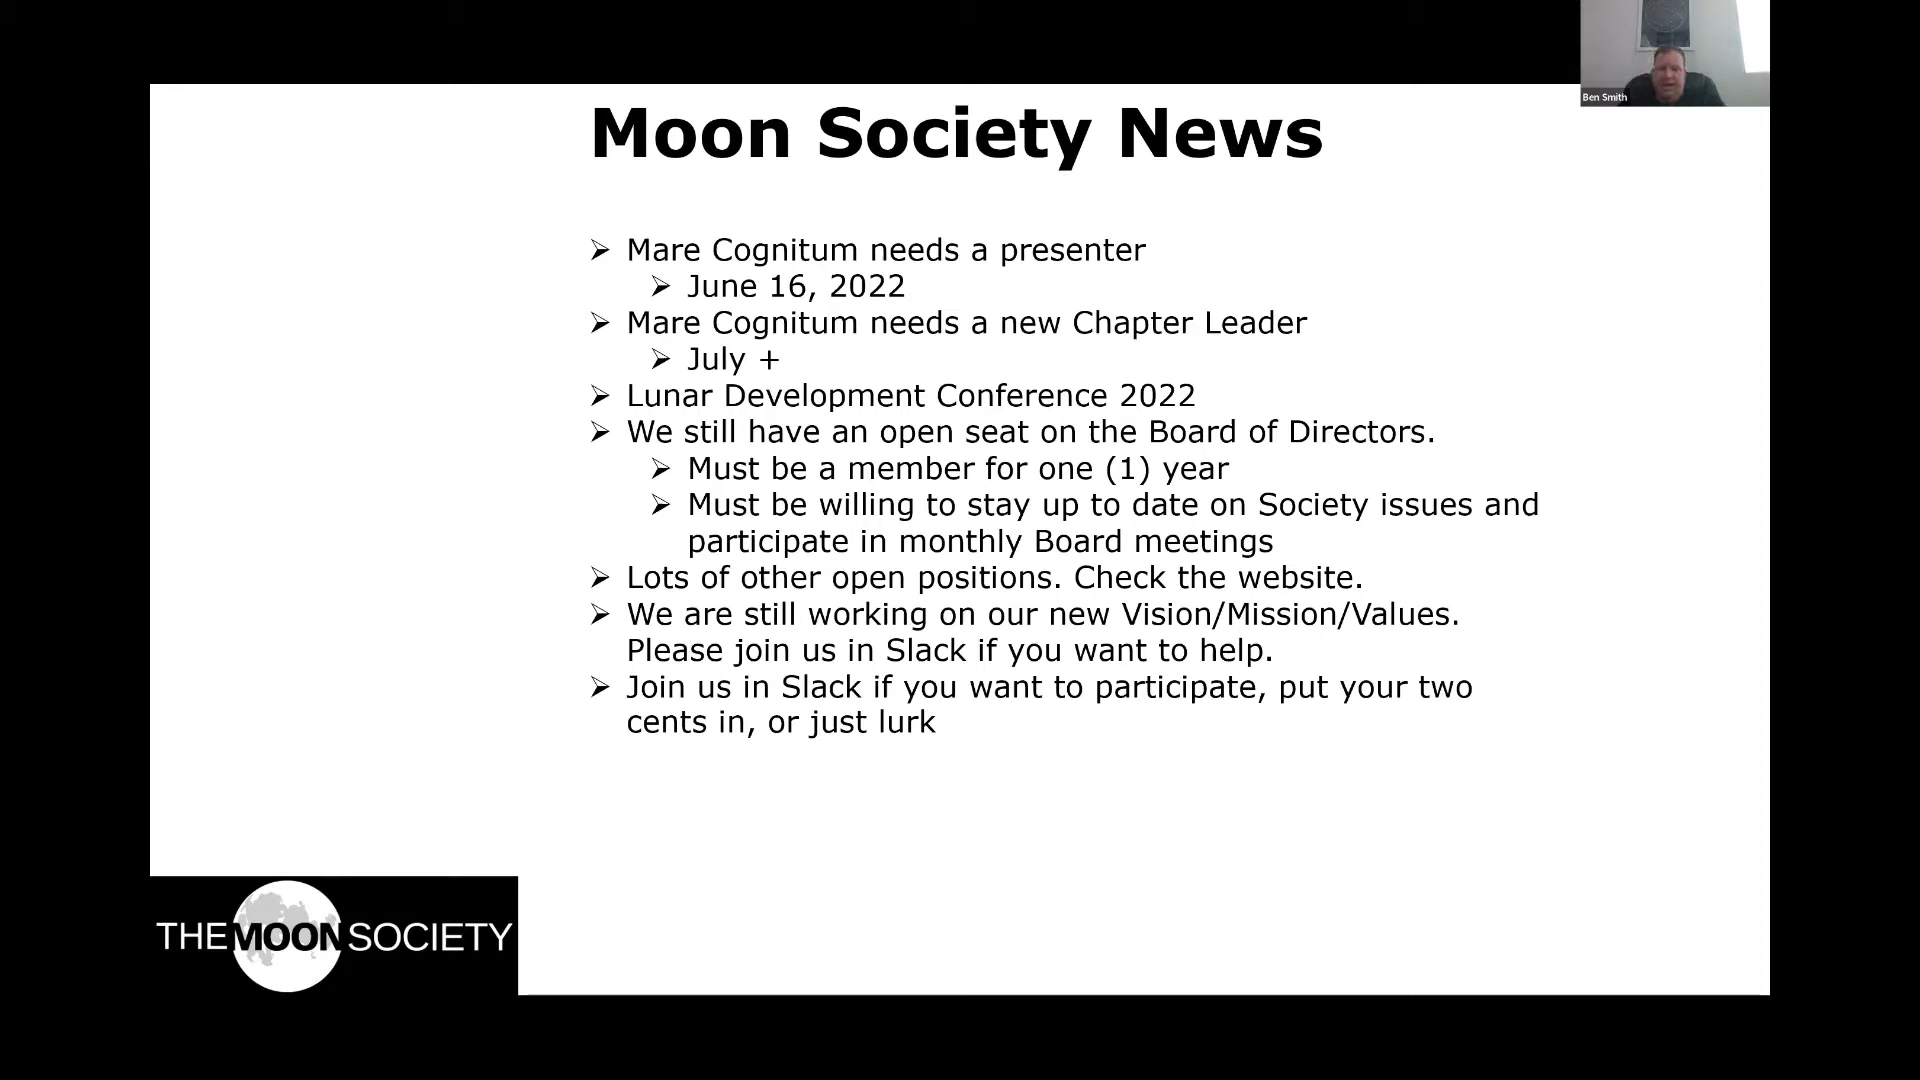 Ben Smith
Moon Society News
➢ Mare Cognitum needs a presenter
➢ June 16, 2022
➢ Mare Cognitum needs a new Chapter Leader
➢ July +
➢ Lunar Development Conference 2022
➢ We still have an open seat on the Board of Directors.
➢ Must be a member for one (1) year
➢ Must be willing to stay up to date on Society issues and
participate in monthly Board meetings
➢ Lots of other open positions. Check the website.
➢ We are still working on our new Vision/Mission/Values.
Please join us in Slack if you want to help.
➢ Join us in Slack if you want to participate, put your two
cents in, or just lurk
THE MOON SOCIETY